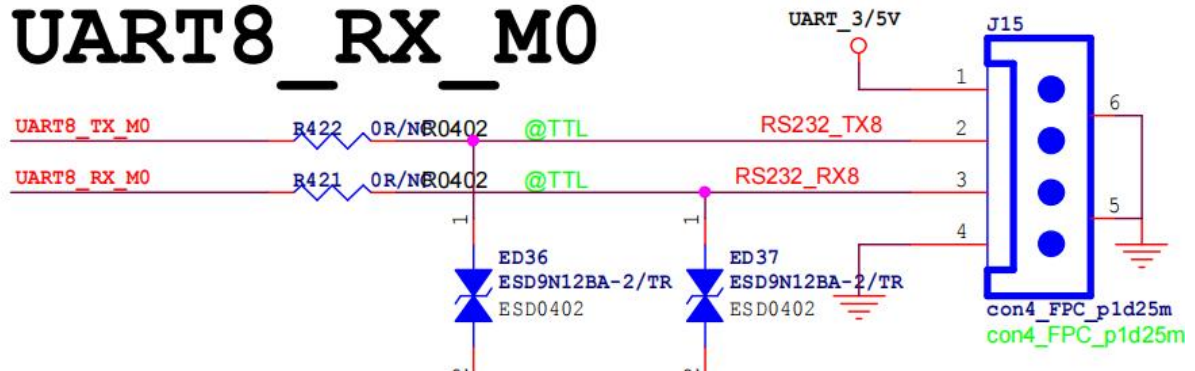 UART8_RX_M0
UART_3/5V
J15
1
6
UART8_TX_M0
R422
0R/NC
R0402
@TTL
RS232_TX8
2
UART8_RX_M0
R421
0R/NC
R0402
@TTL
RS232_RX8
3
1
1
4
5
ED36
ESD9N12BA-2/TR
ESD0402
ED37
ESD9N12BA-2/TR
ESD0402
con4_FPC_p1d25m
con4_FPC_p1d25m